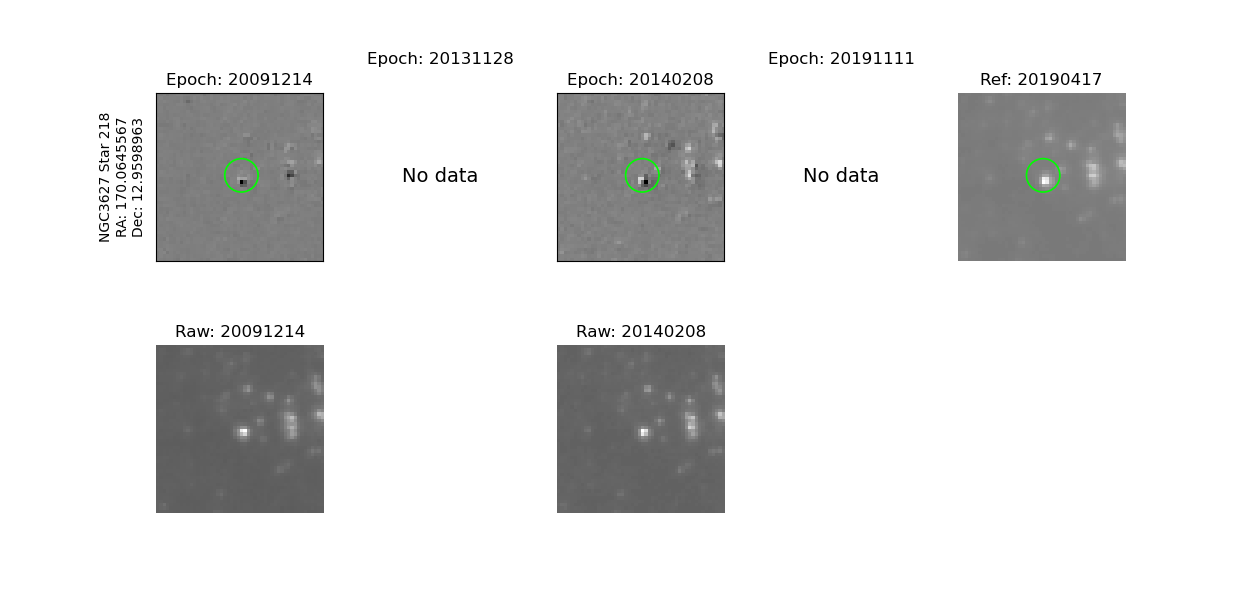 Epoch: 20131128
Epoch: 20191111
Epoch: 20091214
Epoch: 20140208
Ref: 20190417
NGC3627 Star 218
RA: 170.0645567
Dec: 12.9598963
No data
No data
Raw: 20091214
Raw: 20140208